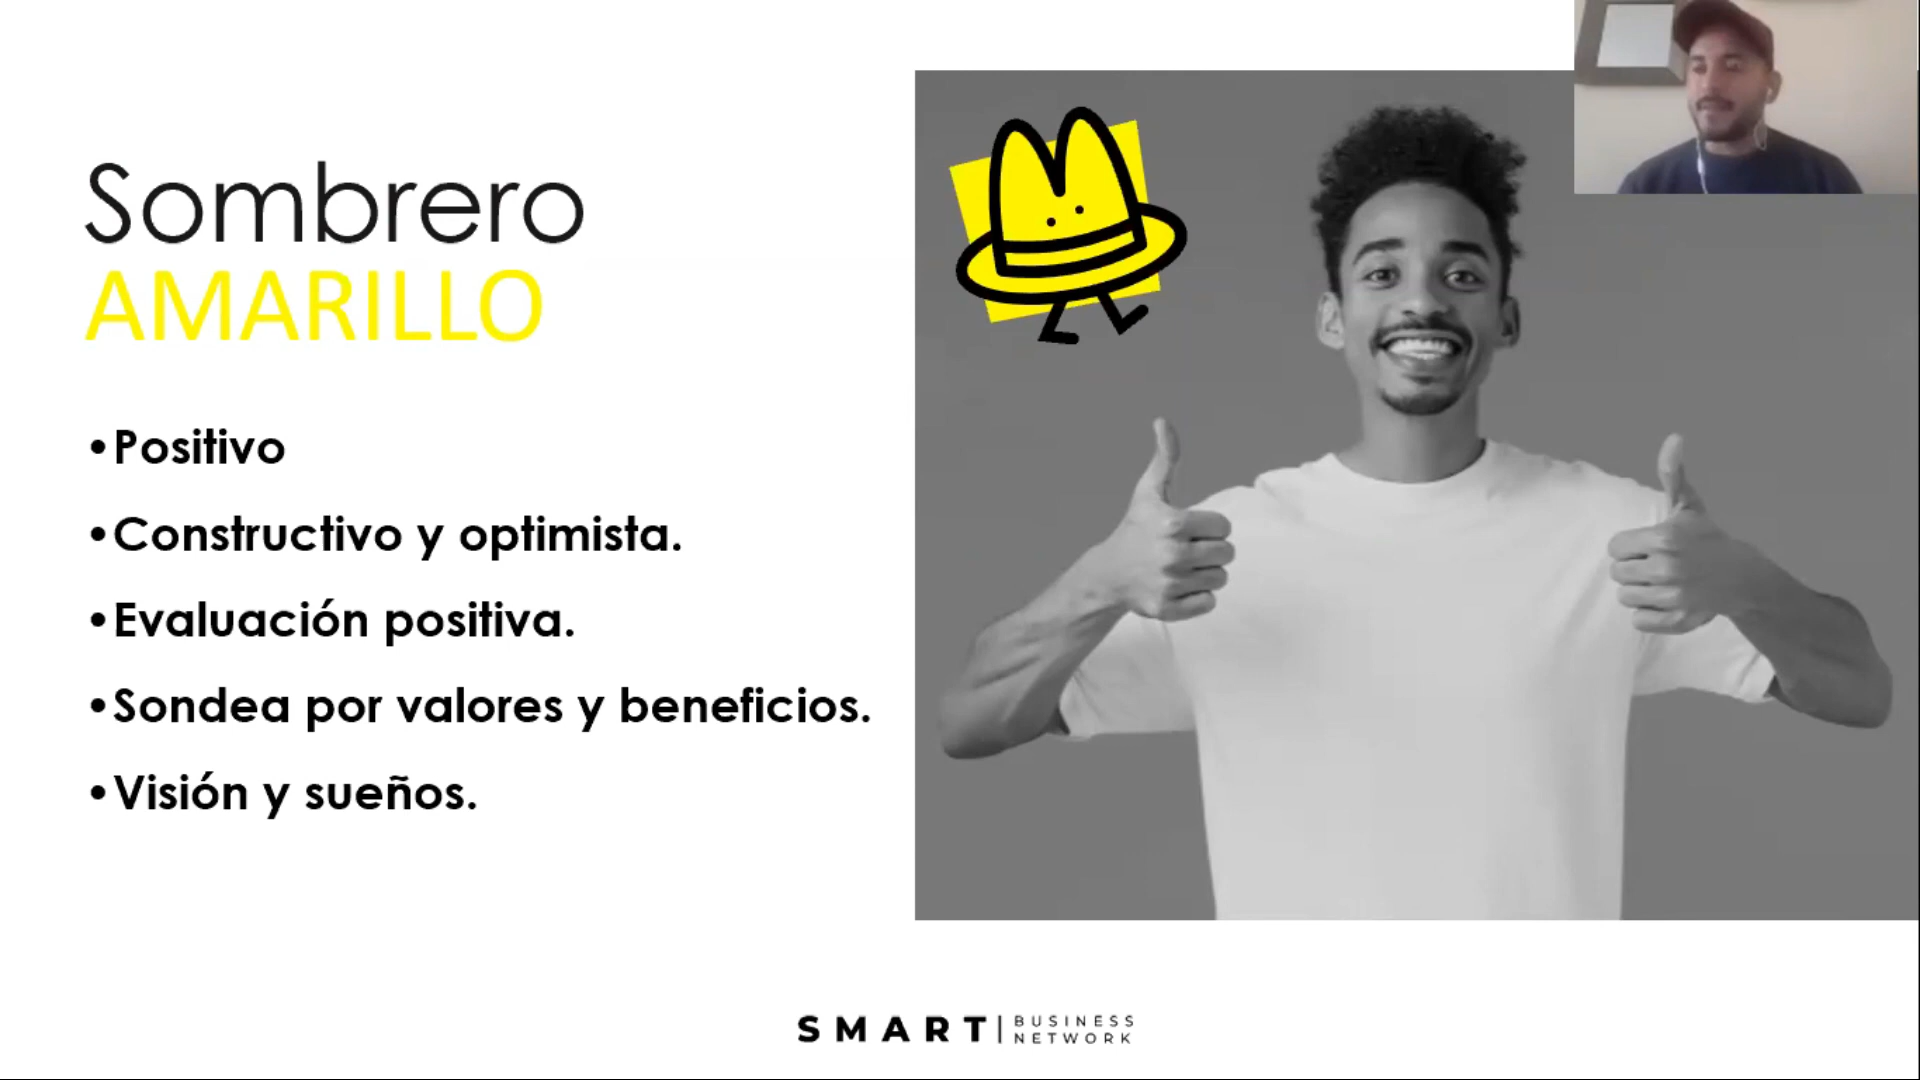 Sombrero
AMARILLO
•Positivo
•Constructivo y optimista.
•Evaluación positiva.
•Sondea por valores y beneficios.
•Visión y sueños.
SMART | BUSINESS
NETWORK